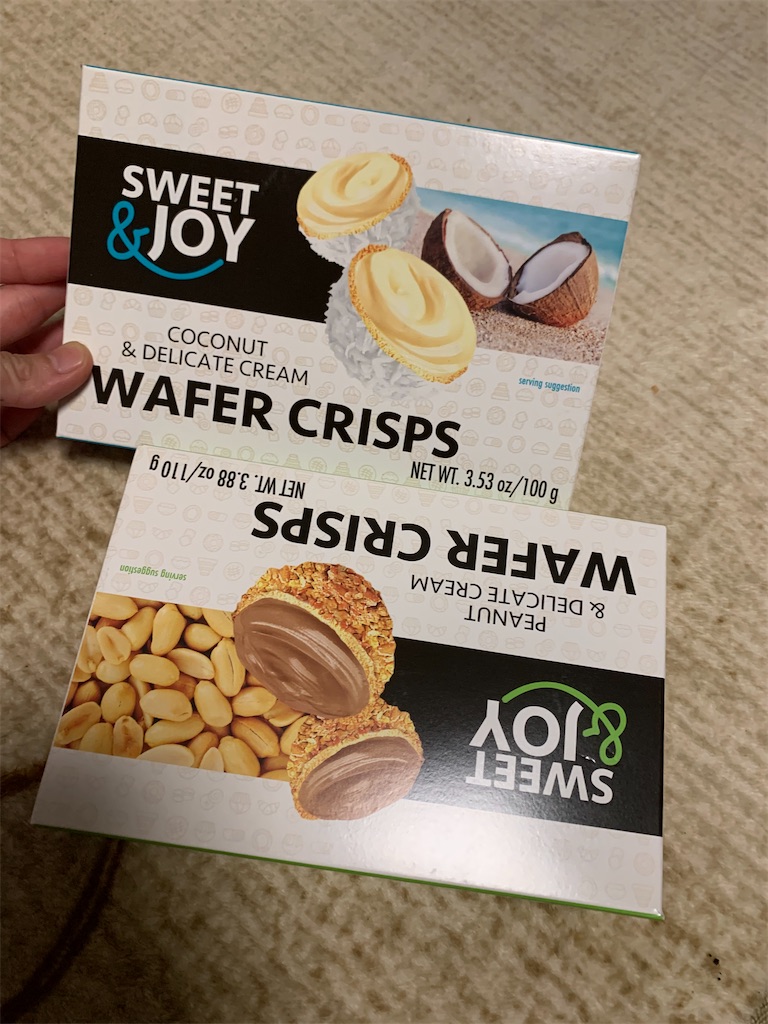 SWEET
& JOY
COCONUT
& DELICATE CREAM
WAFER CRISPS
serving suggestion
NET WT. 3.53 oz/100 g
SWEET
& JOY
PEANUT
& DELICATE CREAM
WAFER CRISPS
serving suggestion
NET WT. 3.88 oz/110 g